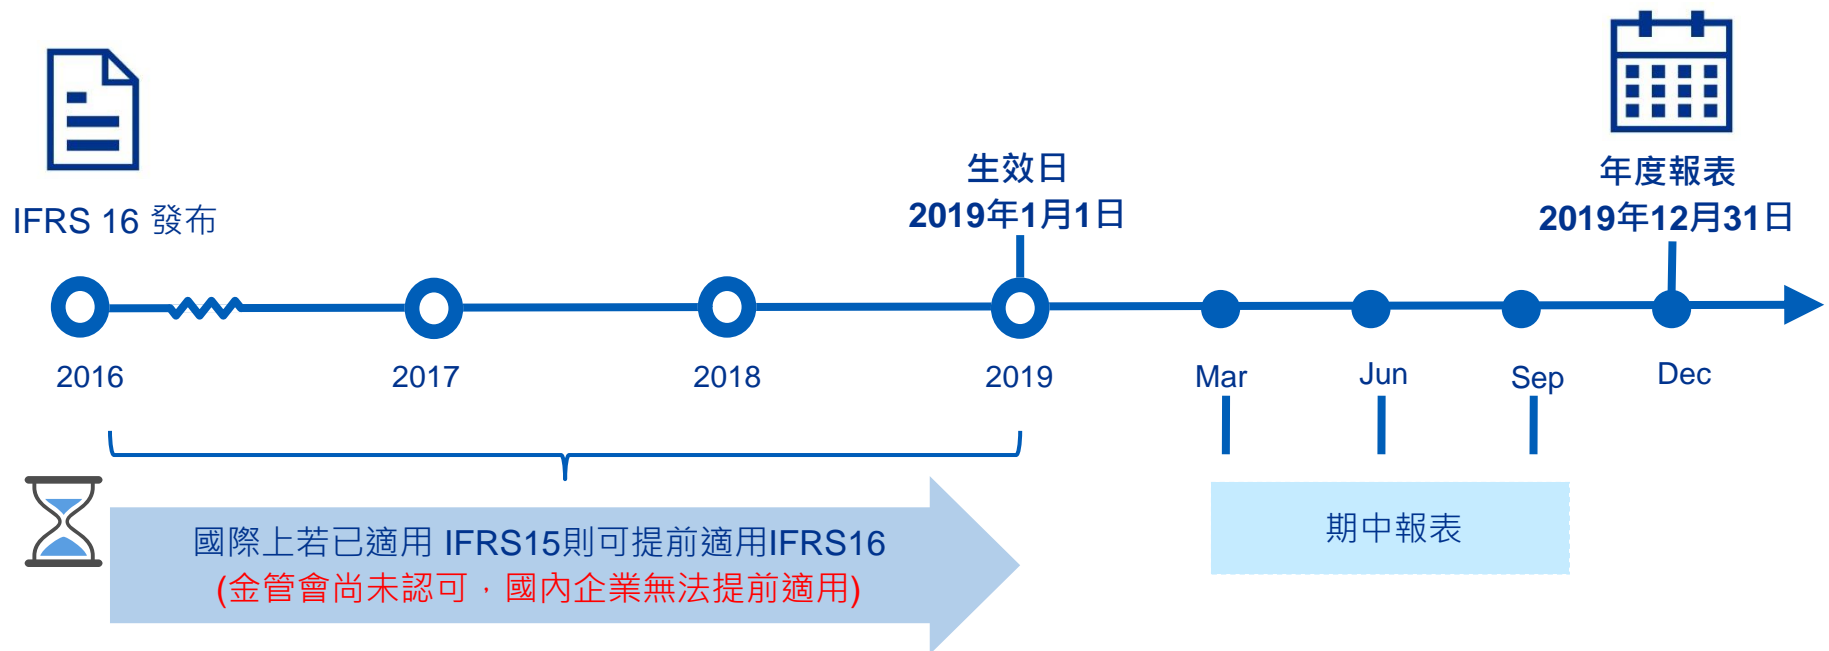 IFRS 16 發布
生效日
2019年1月1日
年度報表
2019年12月31日
2016
2017
2018
2019
Mar
Jun
Sep
Dec
國際上若已適用 IFRS15則可提前適用IFRS16
(金管會尚未認可，國內企業無法提前適用)
期中報表